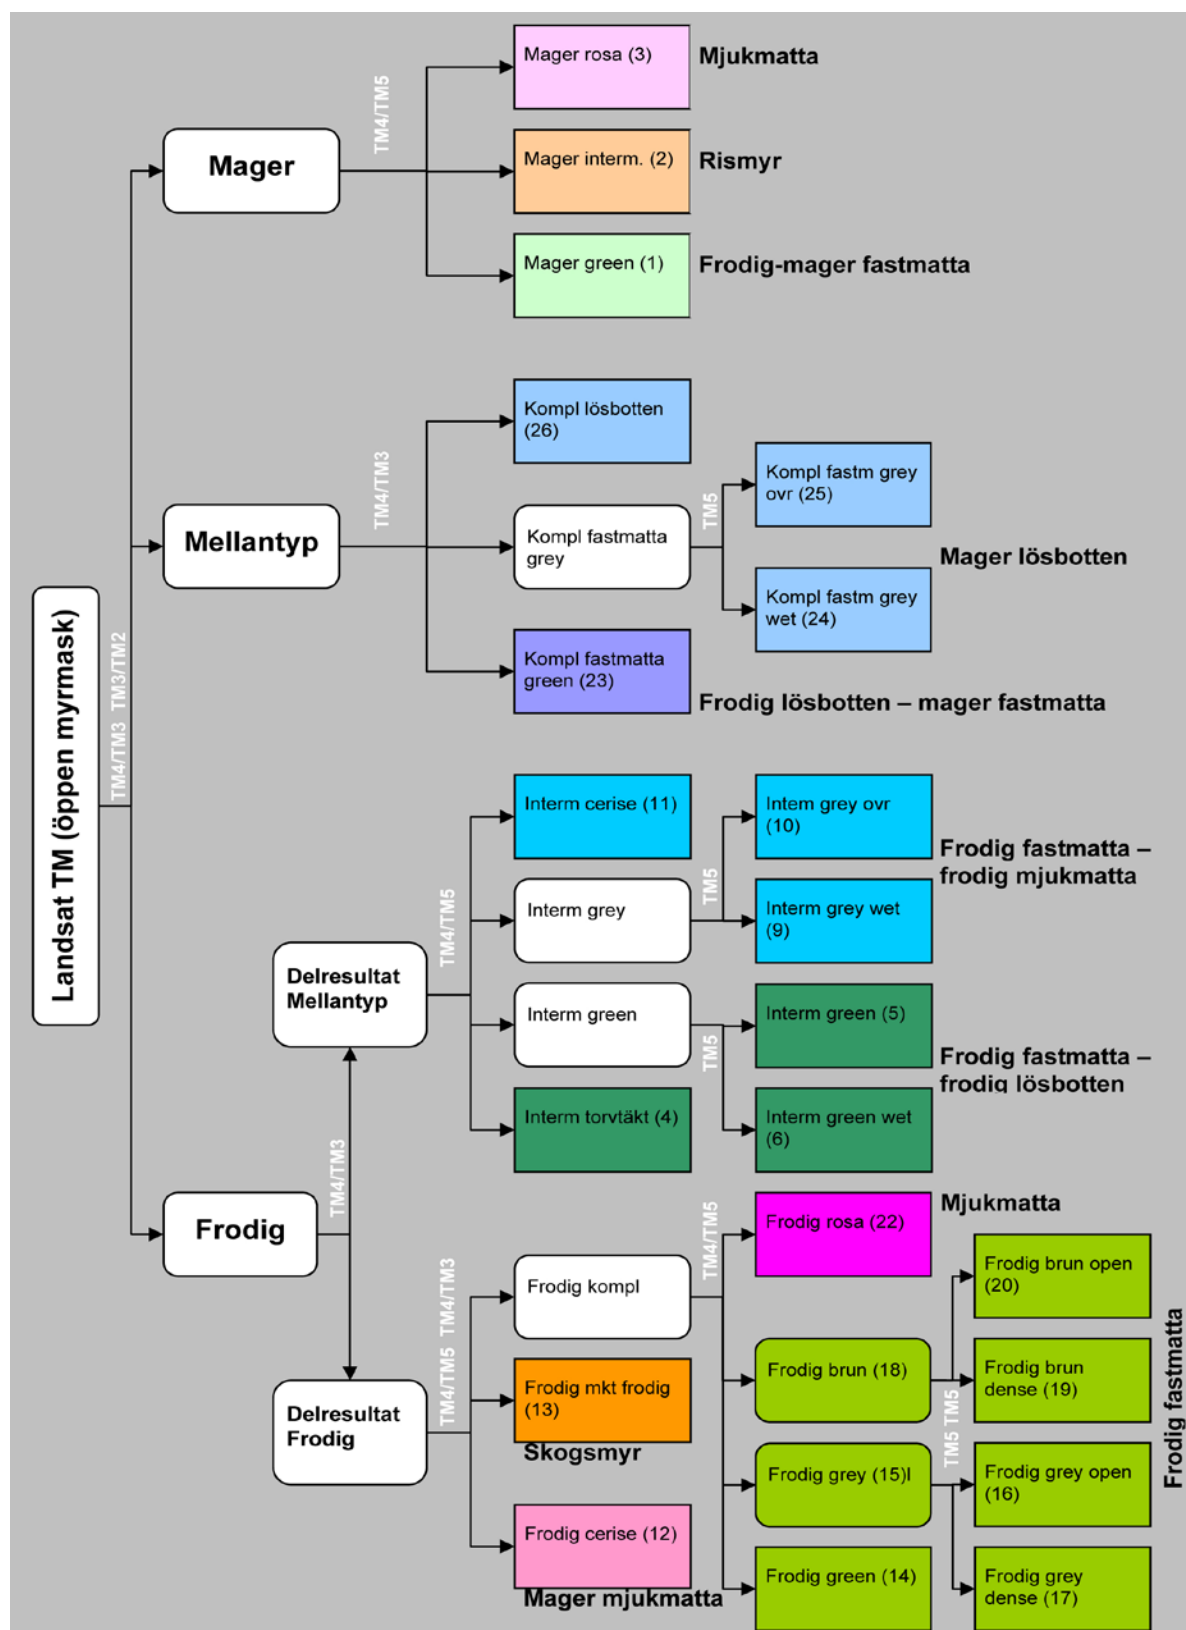 Landsat TM (öppen myrmask)
TM4/TM3 TM3/TM2
Mager
TM4/TM5
Mager rosa (3)
Mjukmatta
Mager interm. (2)
Rismyr
Mager green (1)
Frodig-mager fastmatta
Mellantyp
TM4/TM3
Kompl lösbotten
(26)
Kompl fastmatta
grey
TM5
Kompl fastm grey
ovr (25)
Kompl fastm grey
wet (24)
Mager lösbotten
Kompl fastmatta
green (23)
Frodig lösbotten – mager fastmatta
Frodig
TM4/TM3
Delresultat
Mellantyp
TM4/TM5
Interm cerise (11)
Interm grey
TM5
Intem grey ovr
(10)
Interm grey wet
(9)
Frodig fastmatta –
frodig mjukmatta
Interm green
TM5
Interm green (5)
Interm green wet
(6)
Frodig fastmatta –
frodig lösbotten
Interm torvtäkt (4)
Delresultat
Frodig
TM4/TM5 TM4/TM3
Frodig kompl
TM4/TM5
Frodig rosa (22)
Mjukmatta
Frodig brun (18)
TM5
Frodig brun open
(20)
Frodig brun
dense (19)
Frodig grey (15)l
TM5
Frodig grey open
(16)
Frodig grey
dense (17)
Frodig green (14)
Frodig fastmatta
Frodig mkt frodig
(13)
Skogsmyr
Frodig cerise (12)
Mager mjukmatta